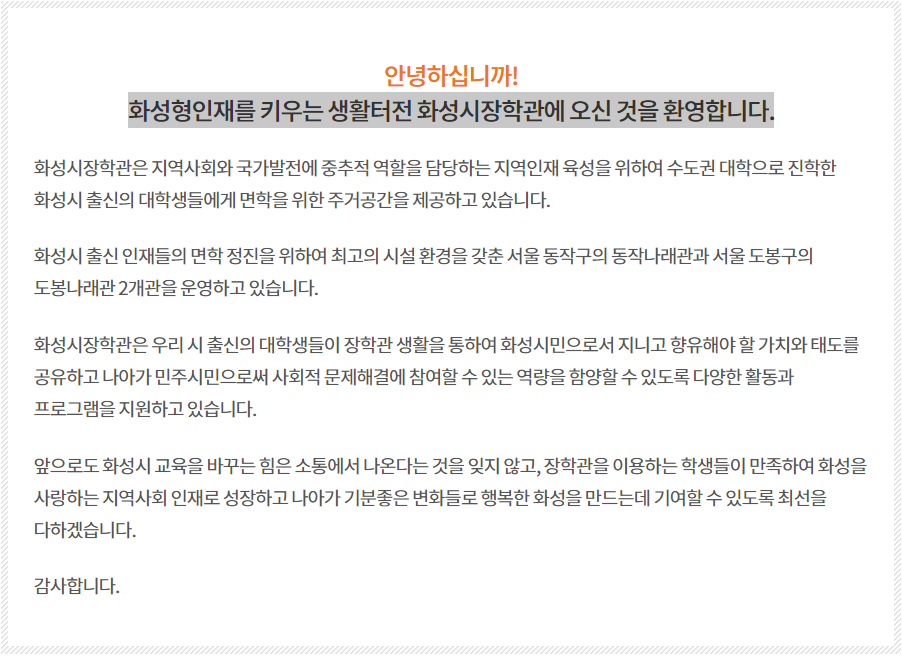 안녕하십니까!
화성형인재를 키우는 생활터전 화성시장학관에 오신 것을 환영합니다.
화성시장학관은 지역사회와 국가발전에 중추적 역할을 담당하는 지역인재 육성을 위하여 수도권 대학으로 진학한
화성시 출신의 대학생들에게 면학을 위한 주거공간을 제공하고 있습니다.
화성시 출신 인재들의 면학 정진을 위하여 최고의 시설 환경을 갖춘 서울 동작구의 동작나래관과 서울 도봉구의
도봉나래관 2개관을 운영하고 있습니다.
화성시장학관은 우리 시 출신의 대학생들이 장학관 생활을 통하여 화성시민으로서 지니고 향유해야 할 가치와 태도를
공유하고 나아가 민주시민으로써 사회적 문제해결에 참여할 수 있는 역량을 함양할 수 있도록 다양한 활동과
프로그램을 지원하고 있습니다.
앞으로도 화성시 교육을 바꾸는 힘은 소통에서 나온다는 것을 잊지 않고, 장학관을 이용하는 학생들이 만족하여 화성을
사랑하는 지역사회 인재로 성장하고 나아가 기분좋은 변화들로 행복한 화성을 만드는데 기여할 수 있도록 최선을
다하겠습니다.
감사합니다.